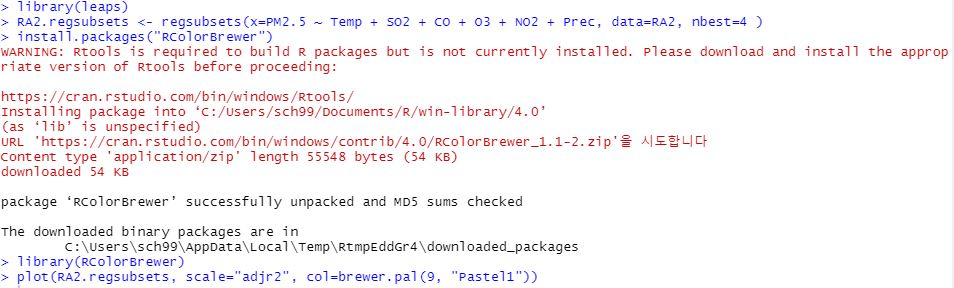 > library(leaps)
> RA2.regsubsets <- regsubsets(x=PM2.5 ~ Temp + SO2 + CO + O3 + NO2 + Prec, data=RA2, nbest=4 )
> install.packages("RColorBrewer")
WARNING: Rtools is required to build R packages but is not currently installed. Please download and install the approp
riate version of Rtools before proceeding:

https://cran.rstudio.com/bin/windows/Rtools/
Installing package into ‘C:/Users/sch99/Documents/R/win-library/4.0’
(as ‘lib’ is unspecified)
URL 'https://cran.rstudio.com/bin/windows/contrib/4.0/RColorBrewer_1.1-2.zip'을 시도합니다
Content type 'application/zip' length 55548 bytes (54 KB)
downloaded 54 KB

package ‘RColorBrewer’ successfully unpacked and MD5 sums checked

The downloaded binary packages are in
        C:\Users\sch99\AppData\Local\Temp\RtmpEddGr4\downloaded_packages
> library(RColorBrewer)
> plot(RA2.regsubsets, scale="adjr2", col=brewer.pal(9, "Pastel1"))